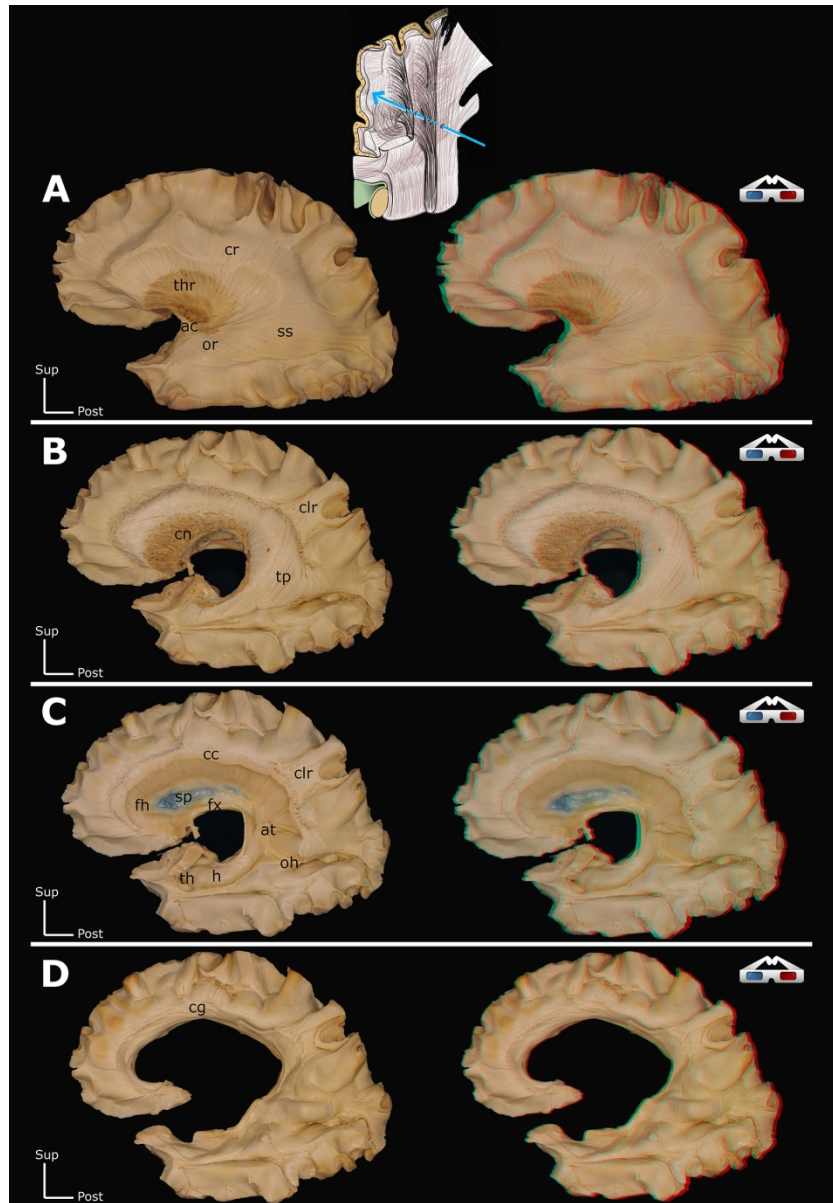 A
cr
thr
ac
or
ss
Sup
Post
B
clr
cn
tp
Sup
Post
C
cc
clr
fh
sp
fx
at
oh
th
h
Sup
Post
D
cg
Sup
Post